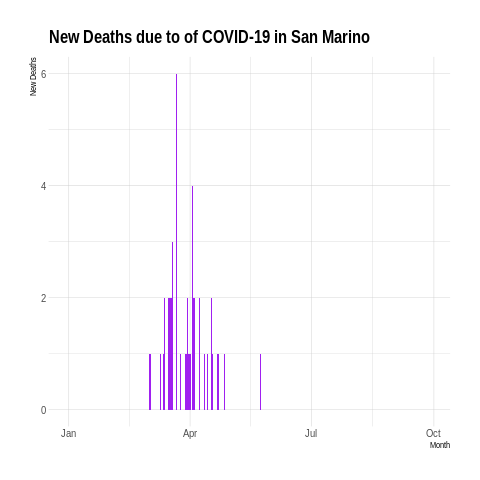 New Deaths due to of COVID-19 in San Marino
New Deaths
6
4
2
0
Jan Apr Jul Oct
Month